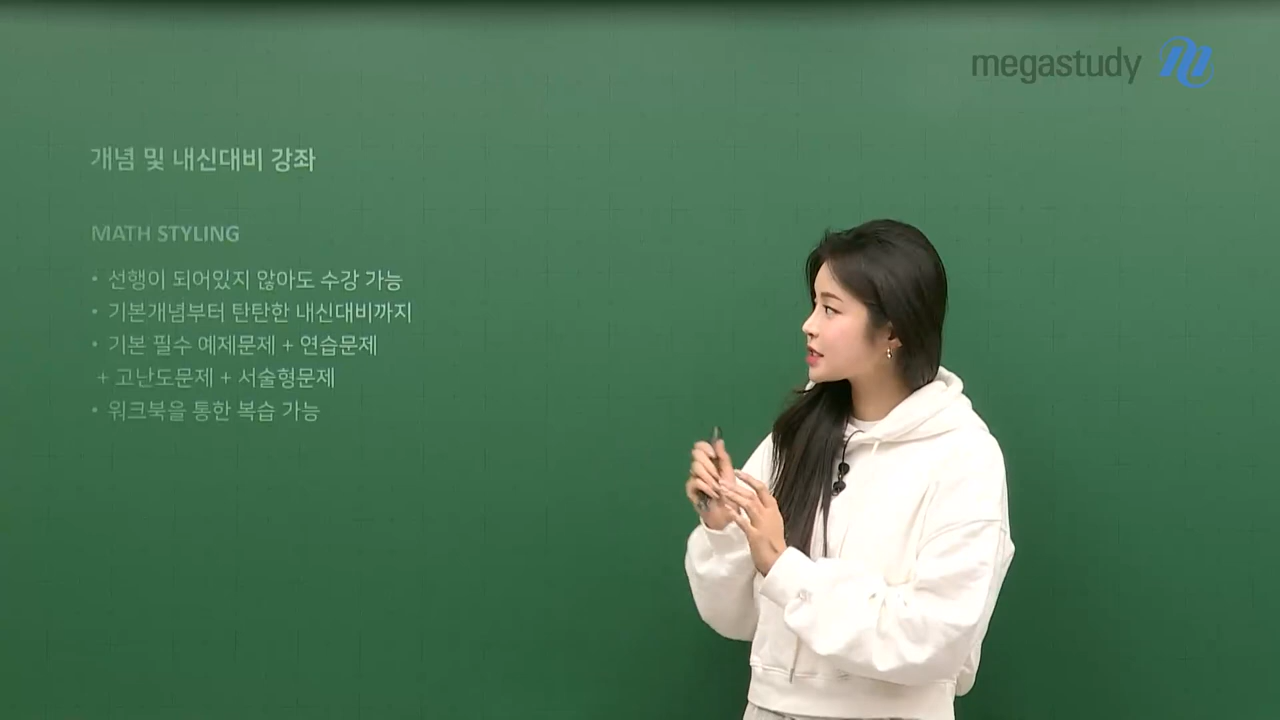 megastudy
개념 및 내신대비 강좌
MATH STYLING
• 선행이 되어있지 않아도 수강 가능
• 기본개념부터 탄탄한 내신대비까지
• 기본 필수 예제문제 + 연습문제
+ 고난도문제 + 서술형문제
• 워크북을 통한 복습 가능